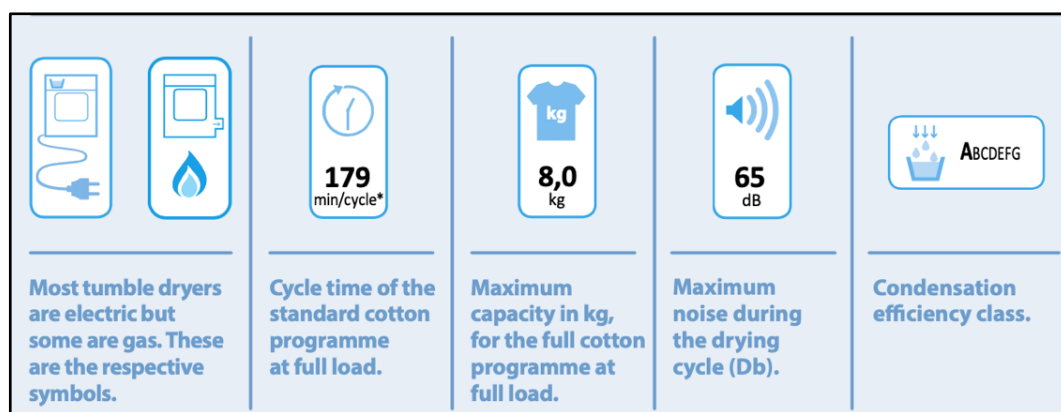 179
min/cycle*
kg
8,0
kg
65
dB
ABCDEFG
Most tumble dryers
are electric but
some are gas. These
are the respective
symbols.
Cycle time of the
standard cotton
programme
at full load.
Maximum
capacity in kg,
for the full cotton
programme at
full load.
Maximum
noise during
the drying
cycle (Db).
Condensation
efficiency class.